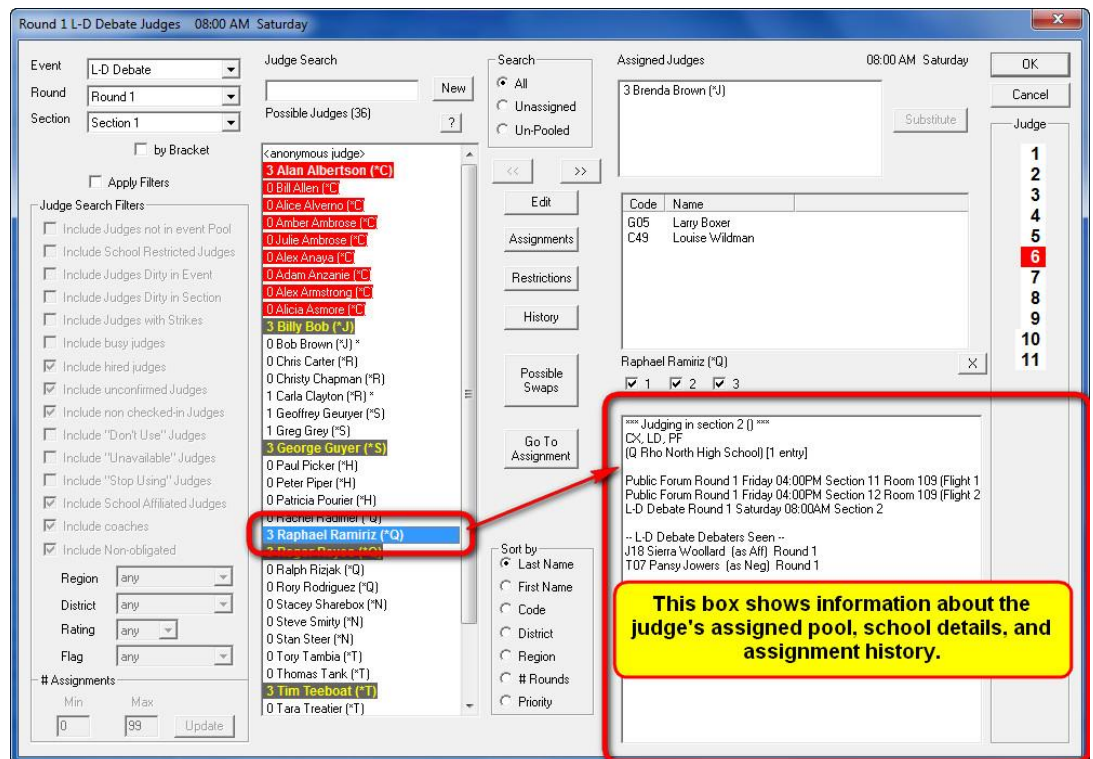 Round 1 L-D Debate Judges 08:00 AM Saturday
Event L-D Debate
Round Round 1
Section Section 1
by Bracket
Apply Filters
Judge Search Filters
Include Judges not in event Pool
Include School Restricted Judges
Include Judges Dirty in Event
Include Judges Dirty in Section
Include Judges with Strikes
Include busy judges
Include hired judges
Include unconfirmed Judges
Include non checked-in Judges
Include "Don't Use" Judges
Include "Unavailable" Judges
Include "Stop Using" Judges
Include School Affiliated Judges
Include coaches
Include Non-obligated
Region any
District any
Rating any
Flag any
# Assignments
Min Max
0 99 Update
Judge Search
New
Possible Judges (36)
?
<anonymous judge>
3 Alan Albertson (*C)
0 Bill Allen (*C)
0 Alice Alverno (*C)
0 Amber Ambrose (*C)
0 Julie Ambrose (*C)
0 Alex Anaya (*C)
0 Adam Anzanie (*C)
0 Alex Armstrong (*C)
0 Alicia Asmore (*C)
3 Billy Bob (*J)
0 Bob Brown (*J) *
0 Chris Carter (*R)
0 Christy Chapman (*R)
1 Carla Clayton (*R) *
1 Geoffrey Geuryer (*S)
1 Greg Grey (*S)
3 George Guyer (*S)
0 Paul Picker (*H)
0 Peter Piper (*H)
0 Patricia Pourier (*H)
0 Rachel Radimer (*Q)
3 Raphael Ramiriz (*Q)
0 Ralph Rizjak (*Q)
0 Rory Rodriguez (*Q)
0 Stacey Sharebox (*N)
0 Steve Smirty (*N)
0 Stan Steer (*N)
0 Tory Tambia (*T)
0 Thomas Tank (*T)
3 Tim Teeboat (*T)
0 Tara Treatier (*T)
Search
All
Unassigned
Un-Pooled
<< >>
Edit
Assignments
Restrictions
History
Possible
Swaps
Go To
Assignment
Sort by
Last Name
First Name
Code
District
Region
# Rounds
Priority
Assigned Judges 08:00 AM Saturday
3 Brenda Brown (*J)
Substitute
Code Name
G05 Larry Boxer
C49 Louise Wildman
Raphael Ramiriz (*Q)
X
1 2 3
*** Judging in section 2 () ***
CX, LD, PF
(Q Rho North High School) [1 entry]
Public Forum Round 1 Friday 04:00PM Section 11 Room 109 (Flight 1
Public Forum Round 1 Friday 04:00PM Section 12 Room 109 (Flight 2
L-D Debate Round 1 Saturday 08:00AM Section 2
-- L-D Debate Debaters Seen --
J18 Sierra Woollard (as Aff) Round 1
T07 Pansy Jowers (as Neg) Round 1
This box shows information about the
judge's assigned pool, school details, and
assignment history.
OK
Cancel
Judge
1
2
3
4
5
6
7
8
9
10
11